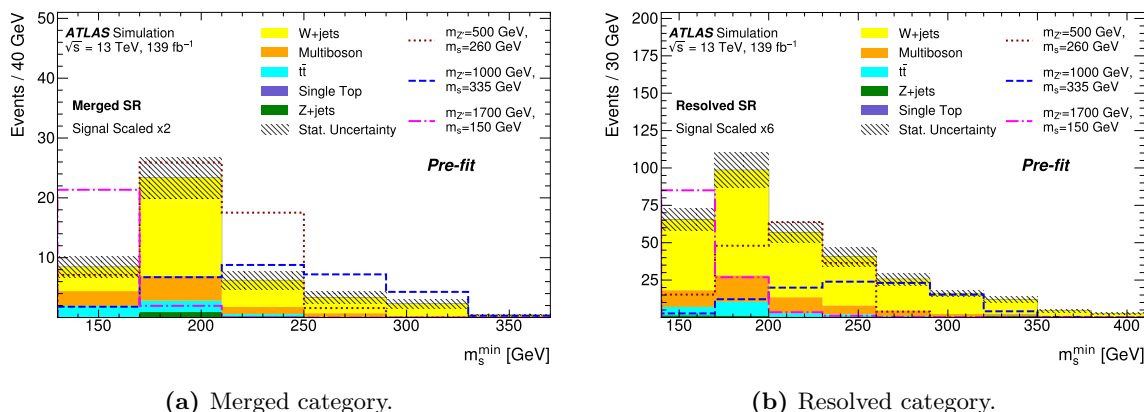 ATLAS Simulation
√s = 13 TeV, 139 fb⁻¹
Merged SR
Signal Scaled x2
W+jets
Multiboson
tt̄
Single Top
Z+jets
Stat. Uncertainty
m_Z'=500 GeV,
m_s=260 GeV
m_Z'=1000 GeV,
m_s=335 GeV
m_Z'=1700 GeV,
m_s=150 GeV
Pre-fit
Events / 40 GeV
50
40
30
20
10
150 200 250 300 350
m_s^min [GeV]
(a) Merged category.
ATLAS Simulation
√s = 13 TeV, 139 fb⁻¹
Resolved SR
Signal Scaled x6
W+jets
Multiboson
tt̄
Z+jets
Single Top
Stat. Uncertainty
m_Z'=500 GeV,
m_s=260 GeV
m_Z'=1000 GeV,
m_s=335 GeV
m_Z'=1700 GeV,
m_s=150 GeV
Pre-fit
Events / 30 GeV
200
175
150
125
100
75
50
25
150 200 250 300 350 400
m_s^min [GeV]
(b) Resolved category.